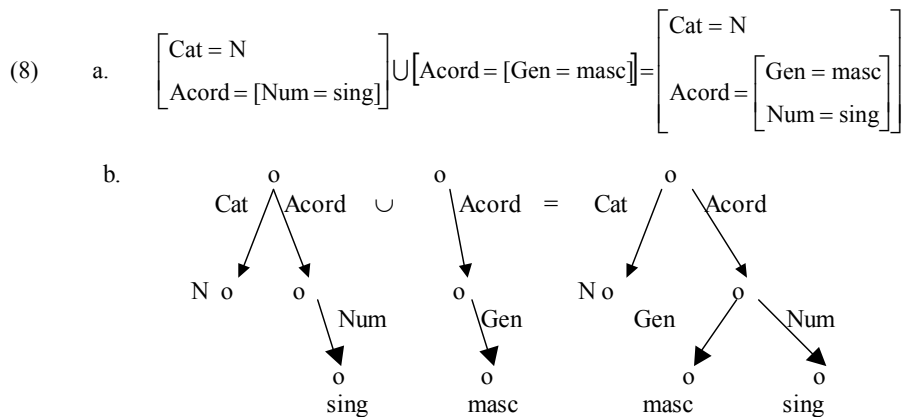 (8) a. [Cat = N
Acord = [Num = sing]] ∪ [Acord = [Gen = masc]] = [Cat = N
Acord = [Gen = masc
Num = sing]]
b. o o o
Cat Acord ∪ Acord = Cat Acord
N o o o N o o
Num Gen Gen Num
o o o o
sing masc masc sing